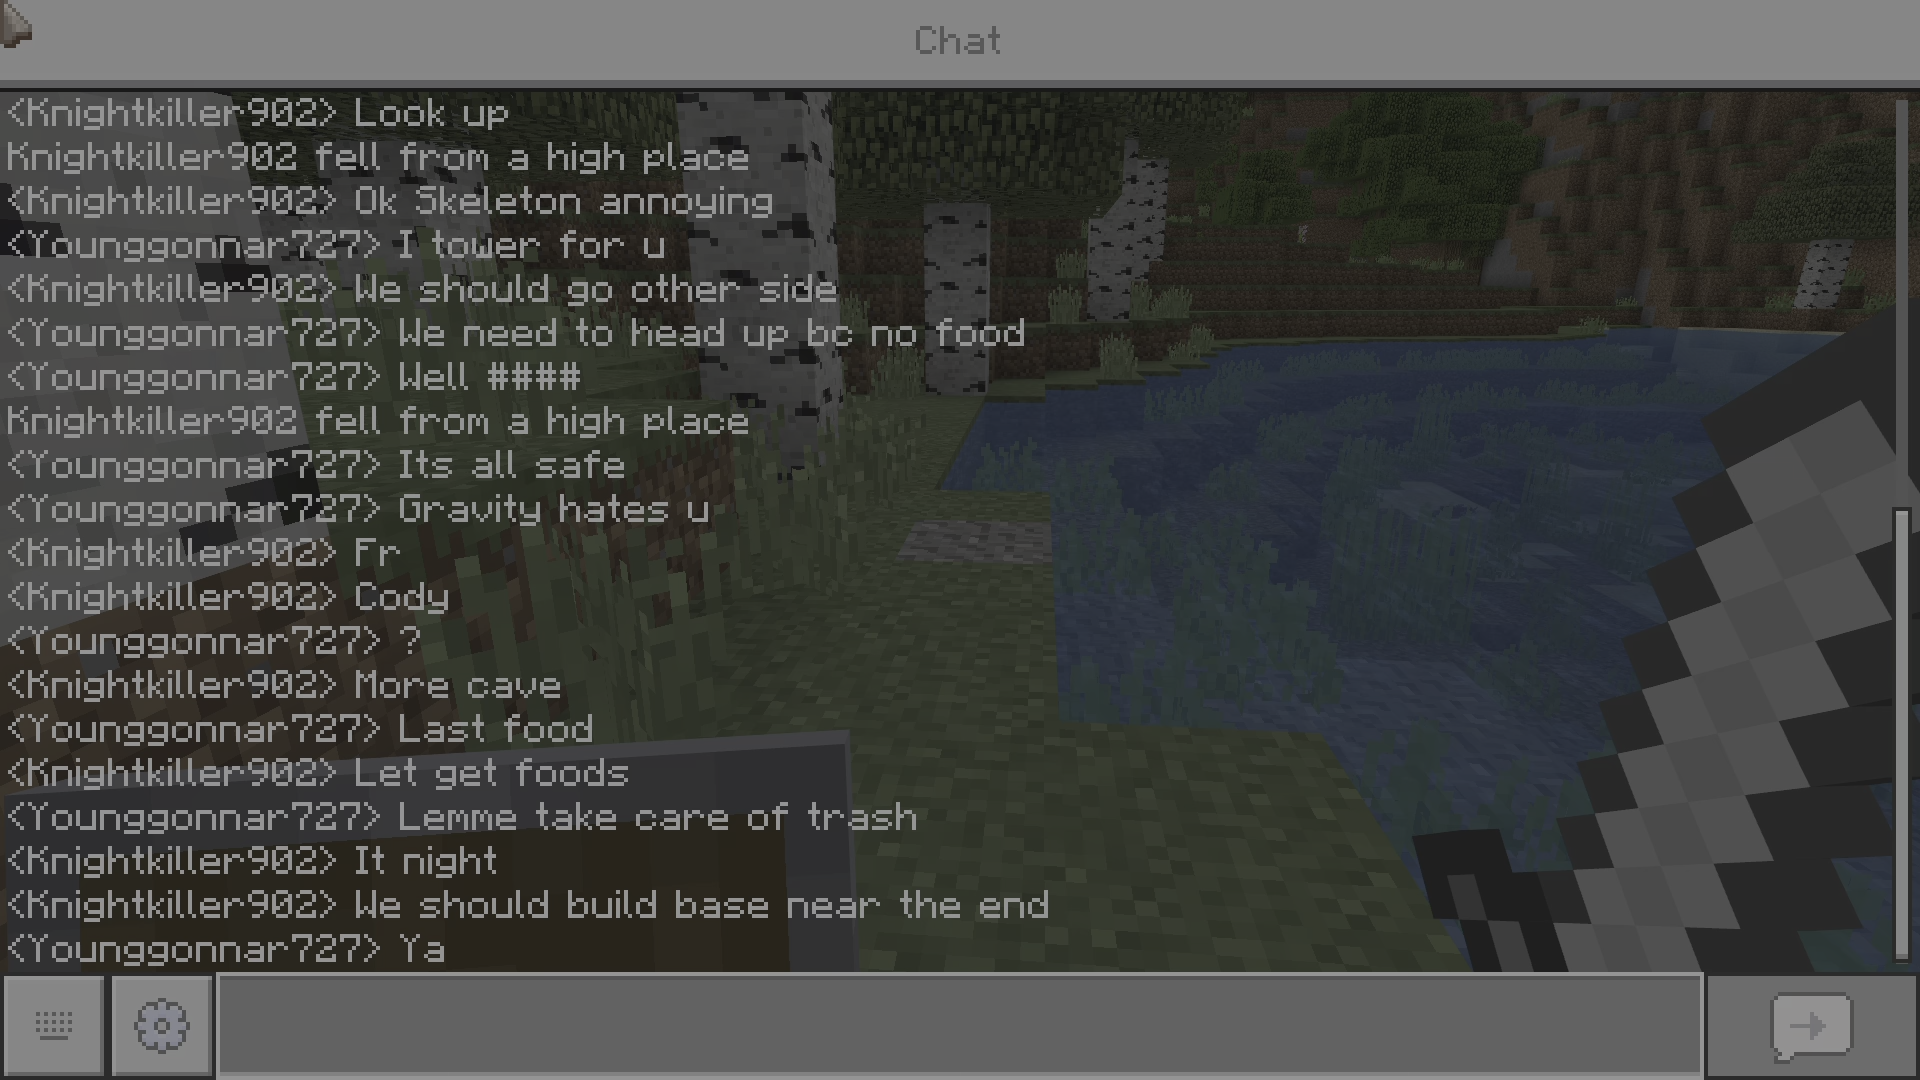 Chat
<Knightkiller902> Look up
Knightkiller902 fell from a high place
<Knightkiller902> Ok Skeleton annoying
<Younggonnar727> I tower for u
<Knightkiller902> We should go other side
<Younggonnar727> We need to head up bc no food
<Younggonnar727> Well ####
Knightkiller902 fell from a high place
<Younggonnar727> Its all safe
<Younggonnar727> Gravity hates u
<Knightkiller902> Fr
<Knightkiller902> Cody
<Younggonnar727> ?
<Knightkiller902> More cave
<Younggonnar727> Last food
<Knightkiller902> Let get foods
<Younggonnar727> Lemme take care of trash
<Knightkiller902> It night
<Knightkiller902> We should build base near the end
<Younggonnar727> Ya